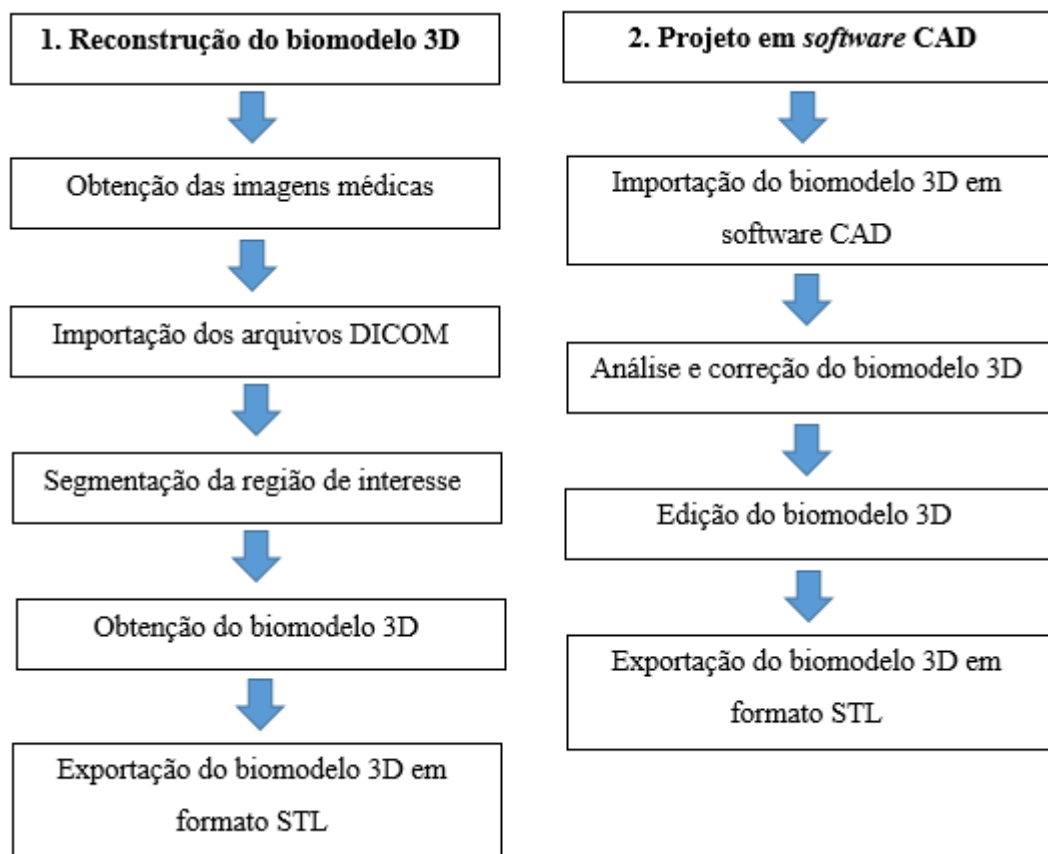 1. Reconstrução do biomodelo 3D
Obtenção das imagens médicas
Importação dos arquivos DICOM
Segmentação da região de interesse
Obtenção do biomodelo 3D
Exportação do biomodelo 3D em
formato STL
2. Projeto em software CAD
Importação do biomodelo 3D em
software CAD
Análise e correção do biomodelo 3D
Edição do biomodelo 3D
Exportação do biomodelo 3D em
formato STL